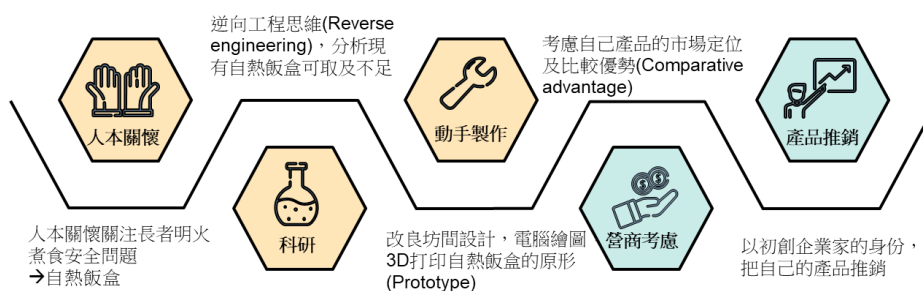 人本關懷
人本關懷關注長者明火
煮食安全問題
→自熱飯盒
逆向工程思維(Reverse
engineering)，分析現
有自熱飯盒可取及不足
科研
動手製作
改良坊間設計，電腦繪圖
3D打印自熱飯盒的原形
(Prototype)
考慮自己產品的市場定位
及比較優勢(Comparative
advantage)
營商考慮
產品推銷
以初創企業家的身份，
把自己的產品推銷